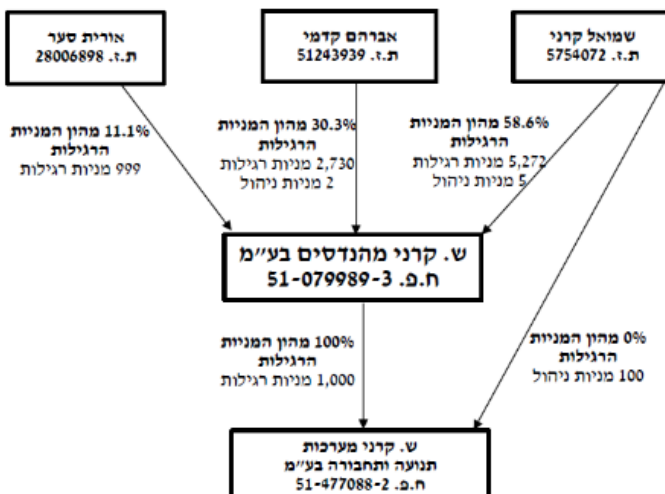 שמואל קרני
ת.ז. 5754072
אברהם קדמי
ת.ז. 51243939
אורית סער
ת.ז. 28006898
58.6% מהון המניות
הרגילות
5,272 מניות רגילות
5 מניות ניהול
30.3% מהון המניות
הרגילות
2,730 מניות רגילות
2 מניות ניהול
11.1% מהון המניות
הרגילות
999 מניות רגילות
ש. קרני מהנדסים בע״מ
ח.פ. 51-079989-3
0% מהון המניות
הרגילות
100 מניות ניהול
100% מהון המניות
הרגילות
1,000 מניות רגילות
ש. קרני מערכות
תנועה ותחבורה בע״מ
ח.פ. 51-477088-2